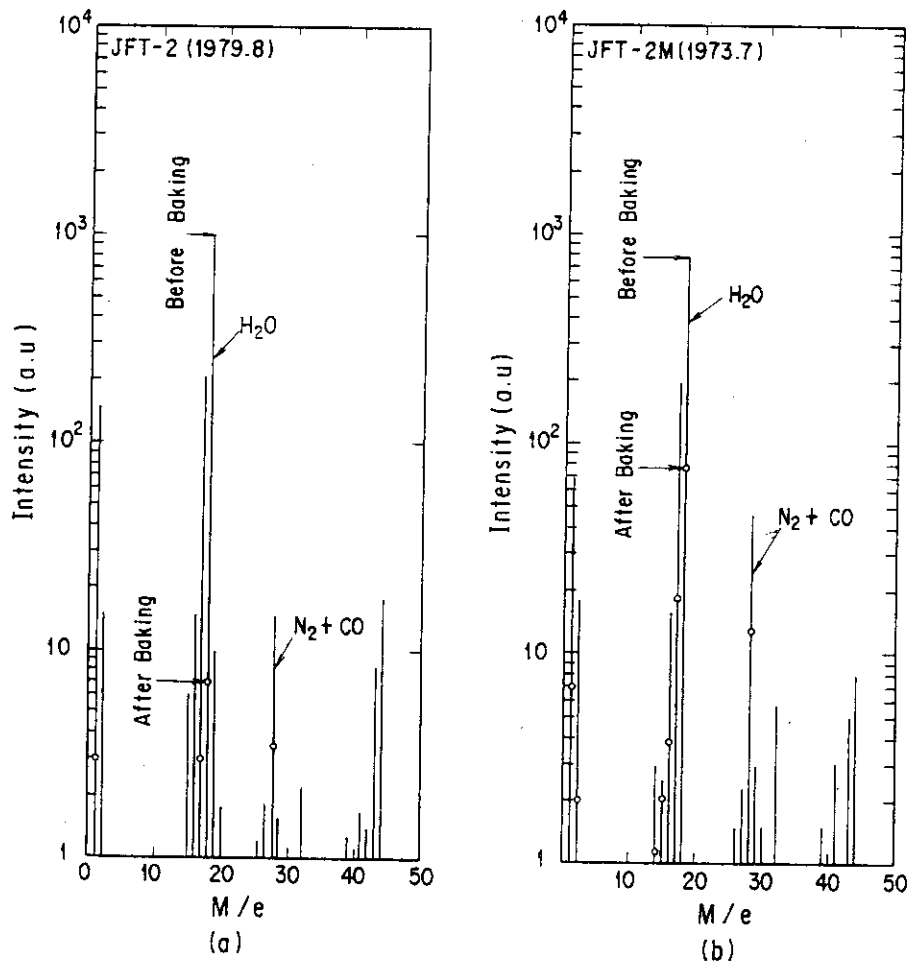 JFT-2 (1979.8)
10⁴
10³
10²
10
1
Intensity (a.u)
Before Baking
H₂O
After Baking
N₂ + CO
0 10 20 30 40 50
M/e
(a)
JFT-2M (1973.7)
10⁴
10³
10²
10
1
Intensity (a.u)
Before Baking
H₂O
After Baking
N₂ + CO
10 20 30 40 50
M/e
(b)